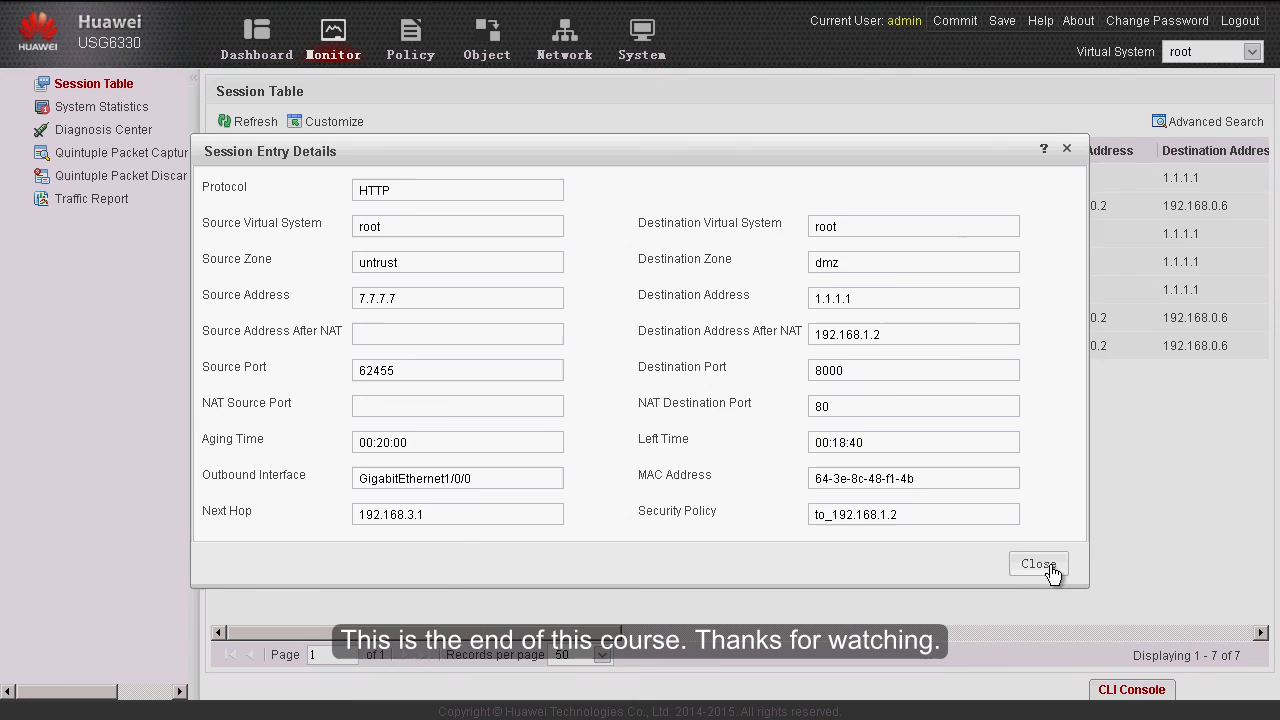 Huawei
USG6330
HUAWEI
Dashboard Monitor Policy Object Network System
Current User: admin Commit Save Help About Change Password Logout
Virtual System root
Session Table
System Statistics
Diagnosis Center
Quintuple Packet Captur
Quintuple Packet Discar
Traffic Report
Session Table
Refresh Customize Advanced Search
Address Destination Addres
1.1.1.1
0.2 192.168.0.6
1.1.1.1
1.1.1.1
1.1.1.1
0.2 192.168.0.6
0.2 192.168.0.6
Session Entry Details ?
Protocol HTTP
Source Virtual System root Destination Virtual System root
Source Zone untrust Destination Zone dmz
Source Address 7.7.7.7 Destination Address 1.1.1.1
Source Address After NAT Destination Address After NAT 192.168.1.2
Source Port 62455 Destination Port 8000
NAT Source Port NAT Destination Port 80
Aging Time 00:20:00 Left Time 00:18:40
Outbound Interface GigabitEthernet1/0/0 MAC Address 64-3e-8c-48-f1-4b
Next Hop 192.168.3.1 Security Policy to_192.168.1.2
Close
This is the end of this course. Thanks for watching.
Page 1 of 1 Records per page 50 Displaying 1 - 7 of 7
CLI Console
Copyright © Huawei Technologies Co., Ltd. 2014-2015. All rights reserved.